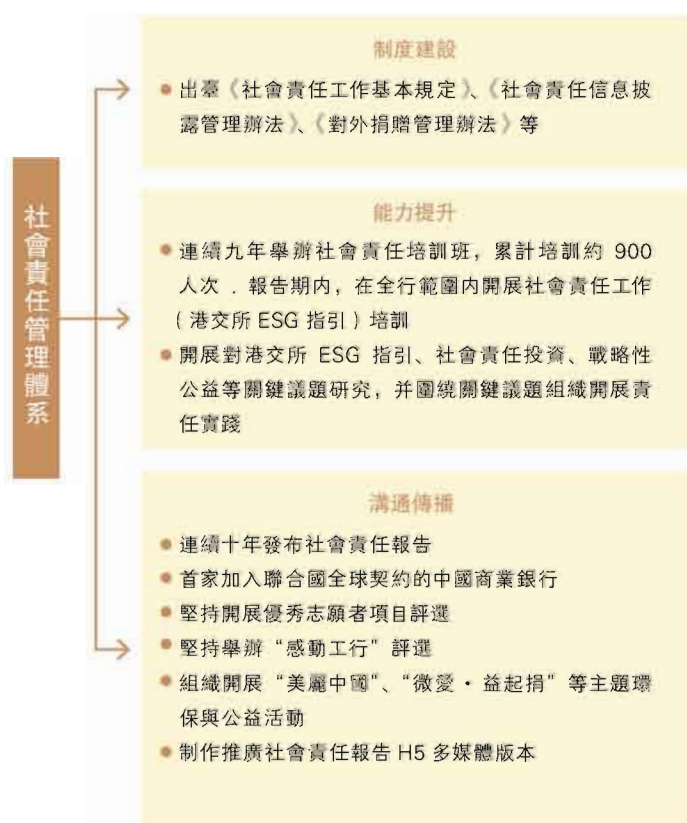 社會責任管理體系
制度建設
出臺《社會責任工作基本規定》、《社會責任信息披
露管理辦法》、《對外捐贈管理辦法》等
能力提升
連續九年舉辦社會責任培訓班，累計培訓約 900
人次．報告期内，在全行範圍内開展社會責任工作
（港交所 ESG 指引）培訓
開展對港交所 ESG 指引、社會責任投資、戰略性
公益等關鍵議題研究，并圍繞關鍵議題組織開展責
任實踐
溝通傳播
連續十年發布社會責任報告
首家加入聯合國全球契約的中國商業銀行
堅持開展優秀志願者項目評選
堅持舉辦“感動工行”評選
組織開展“美麗中國”、“微愛·益起捐”等主題環
保與公益活動
制作推廣社會責任報告 H5 多媒體版本